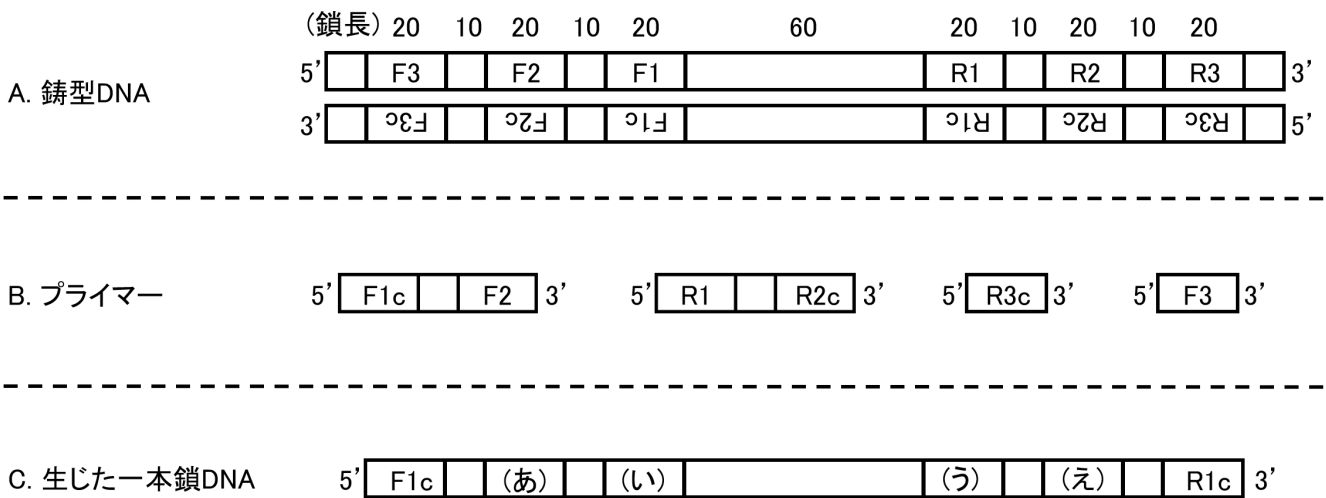 (鎖長) 20 10 20 10 20 60 20 10 20 10 20
A. 鋳型DNA
5’ F3 F2 F1 R1 R2 R3 3’
3’ F3c F2c F1c R1c R2c R3c 5’
B. プライマー
5’ F1c F2 3’ 5’ R1 R2c 3’ 5’ R3c 3’ 5’ F3 3’
C. 生じた一本鎖DNA
5’ F1c (あ) (い) (う) (え) R1c 3’